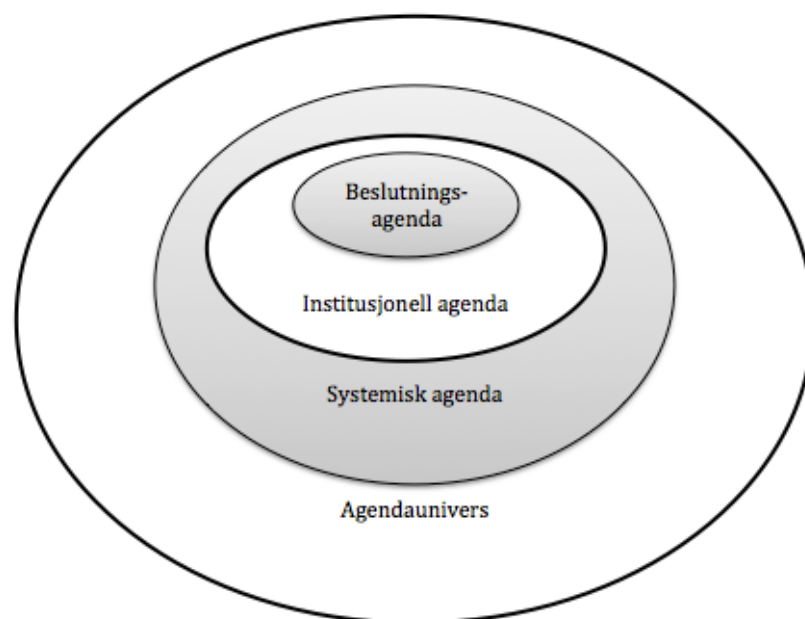 Beslutnings-
agenda
Institusjonell agenda
Systemisk agenda
Agendaunivers